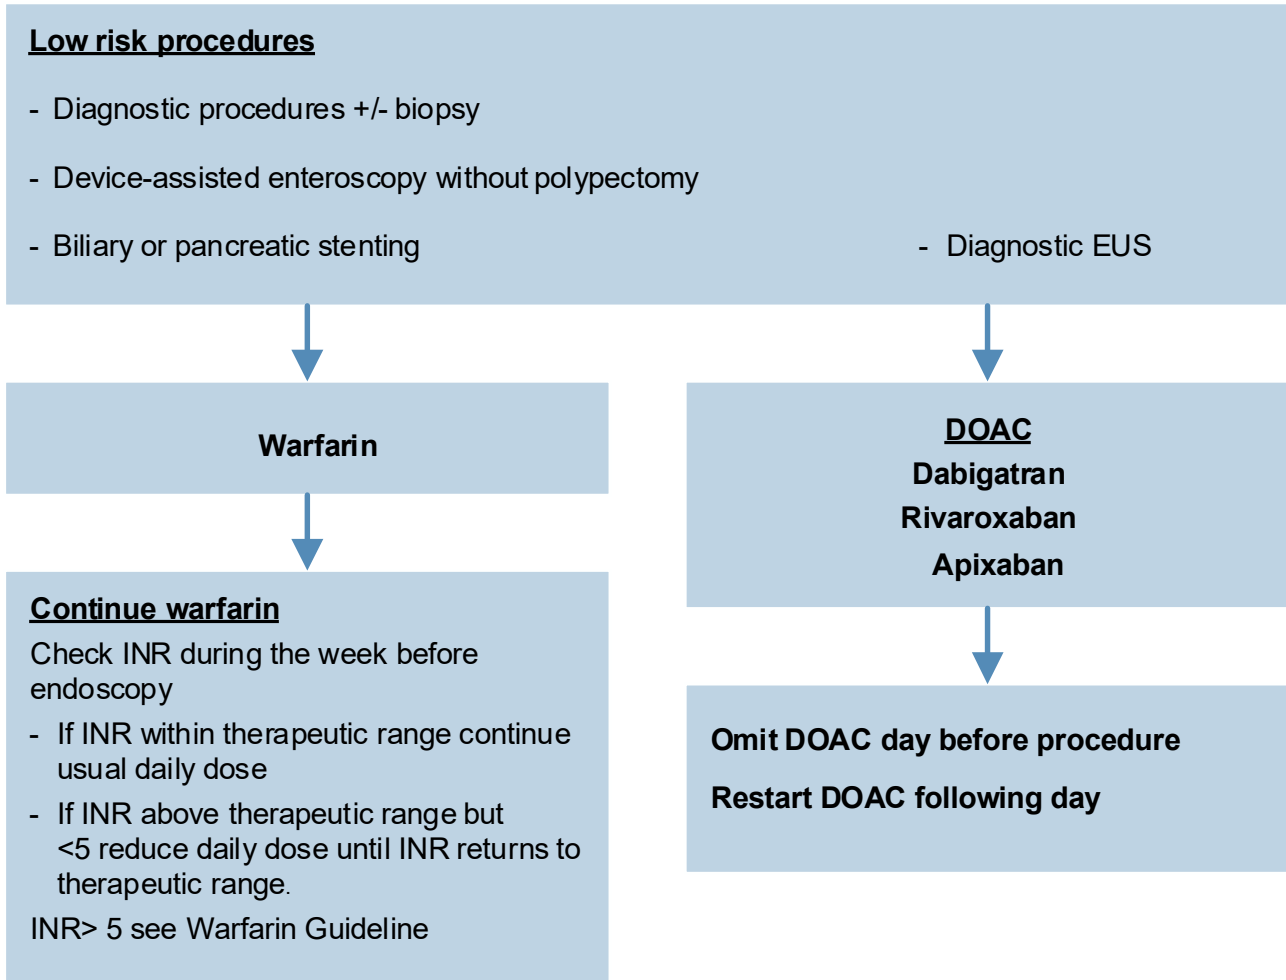 Low risk procedures
- Diagnostic procedures +/- biopsy
- Device-assisted enteroscopy without polypectomy
- Biliary or pancreatic stenting
- Diagnostic EUS
Warfarin
Continue warfarin
Check INR during the week before
endoscopy
- If INR within therapeutic range continue
usual daily dose
- If INR above therapeutic range but
<5 reduce daily dose until INR returns to
therapeutic range.
INR> 5 see Warfarin Guideline
DOAC
Dabigatran
Rivaroxaban
Apixaban
Omit DOAC day before procedure
Restart DOAC following day